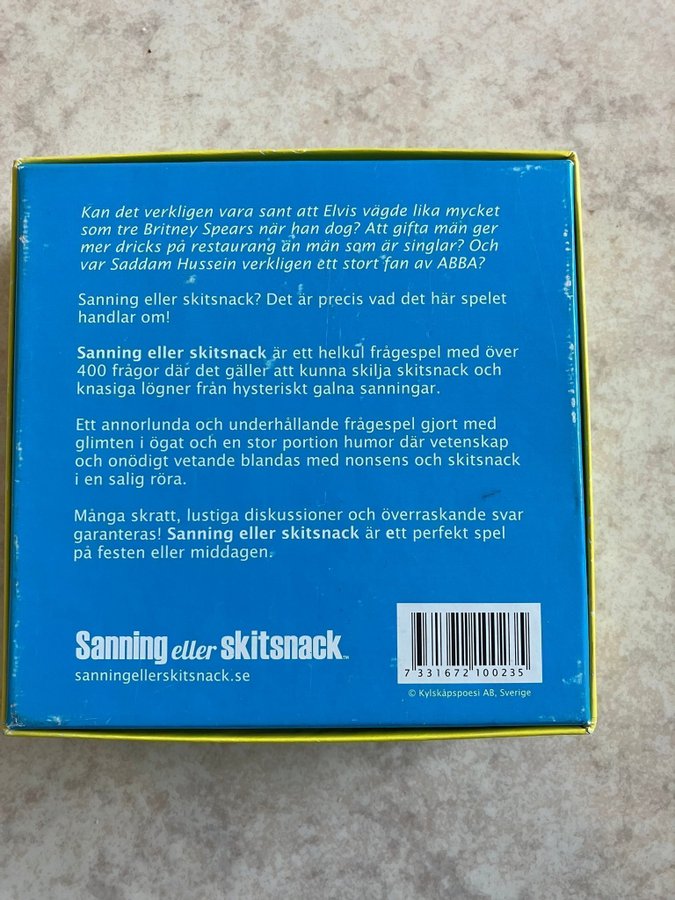 Kan det verkligen vara sant att Elvis vägde lika mycket
som tre Britney Spears när han dog? Att gifta män ger
mer dricks på restaurang än män som är singlar? Och
var Saddam Hussein verkligen ett stort fan av ABBA?
Sanning eller skitsnack? Det är precis vad det här spelet
handlar om!
Sanning eller skitsnack är ett helkul frågespel med över
400 frågor där det gäller att kunna skilja skitsnack och
knasiga lögner från hysteriskt galna sanningar.
Ett annorlunda och underhållande frågespel gjort med
glimten i ögat och en stor portion humor där vetenskap
och onödigt vetande blandas med nonsens och skitsnack
i en salig röra.
Många skratt, lustiga diskussioner och överraskande svar
garanteras! Sanning eller skitsnack är ett perfekt spel
på festen eller middagen.
Sanning eller skitsnack™
sanningellerskitsnack.se
7 331672 100235
© Kylskåpspoesi AB, Sverige